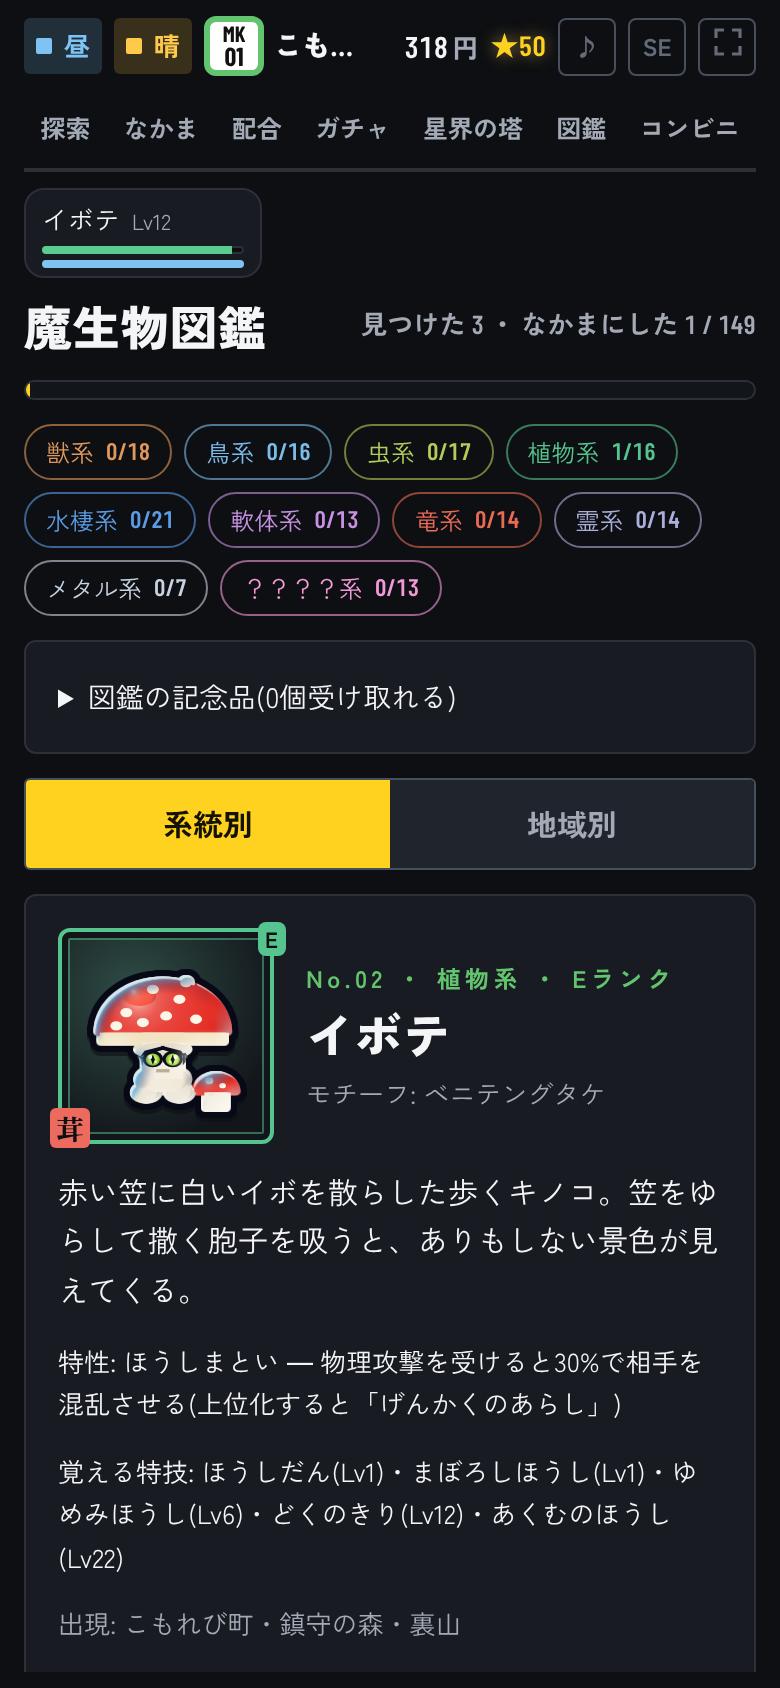 昼 晴 MK 01 こも… 318円 ★50 ♪ SE
探索 なかま 配合 ガチャ 星界の塔 図鑑 コンビニ
イボテ Lv12
魔生物図鑑 見つけた 3 ・ なかまにした 1 / 149
獣系 0/18 鳥系 0/16 虫系 0/17 植物系 1/16
水棲系 0/21 軟体系 0/13 竜系 0/14 霊系 0/14
メタル系 0/7 ？？？？系 0/13
▶ 図鑑の記念品(0個受け取れる)
系統別 地域別
E
No.02 ・ 植物系 ・ Eランク
イボテ
モチーフ: ベニテングタケ
茸
赤い笠に白いイボを散らした歩くキノコ。笠をゆ
らして撒く胞子を吸うと、ありもしない景色が見
えてくる。
特性: ほうしまとい — 物理攻撃を受けると30%で相手を
混乱させる(上位化すると「げんかくのあらし」)
覚える特技: ほうしだん(Lv1)・まぼろしほうし(Lv1)・ゆ
めみほうし(Lv6)・どくのきり(Lv12)・あくむのほうし
(Lv22)
出現: こもれび町・鎮守の森・裏山